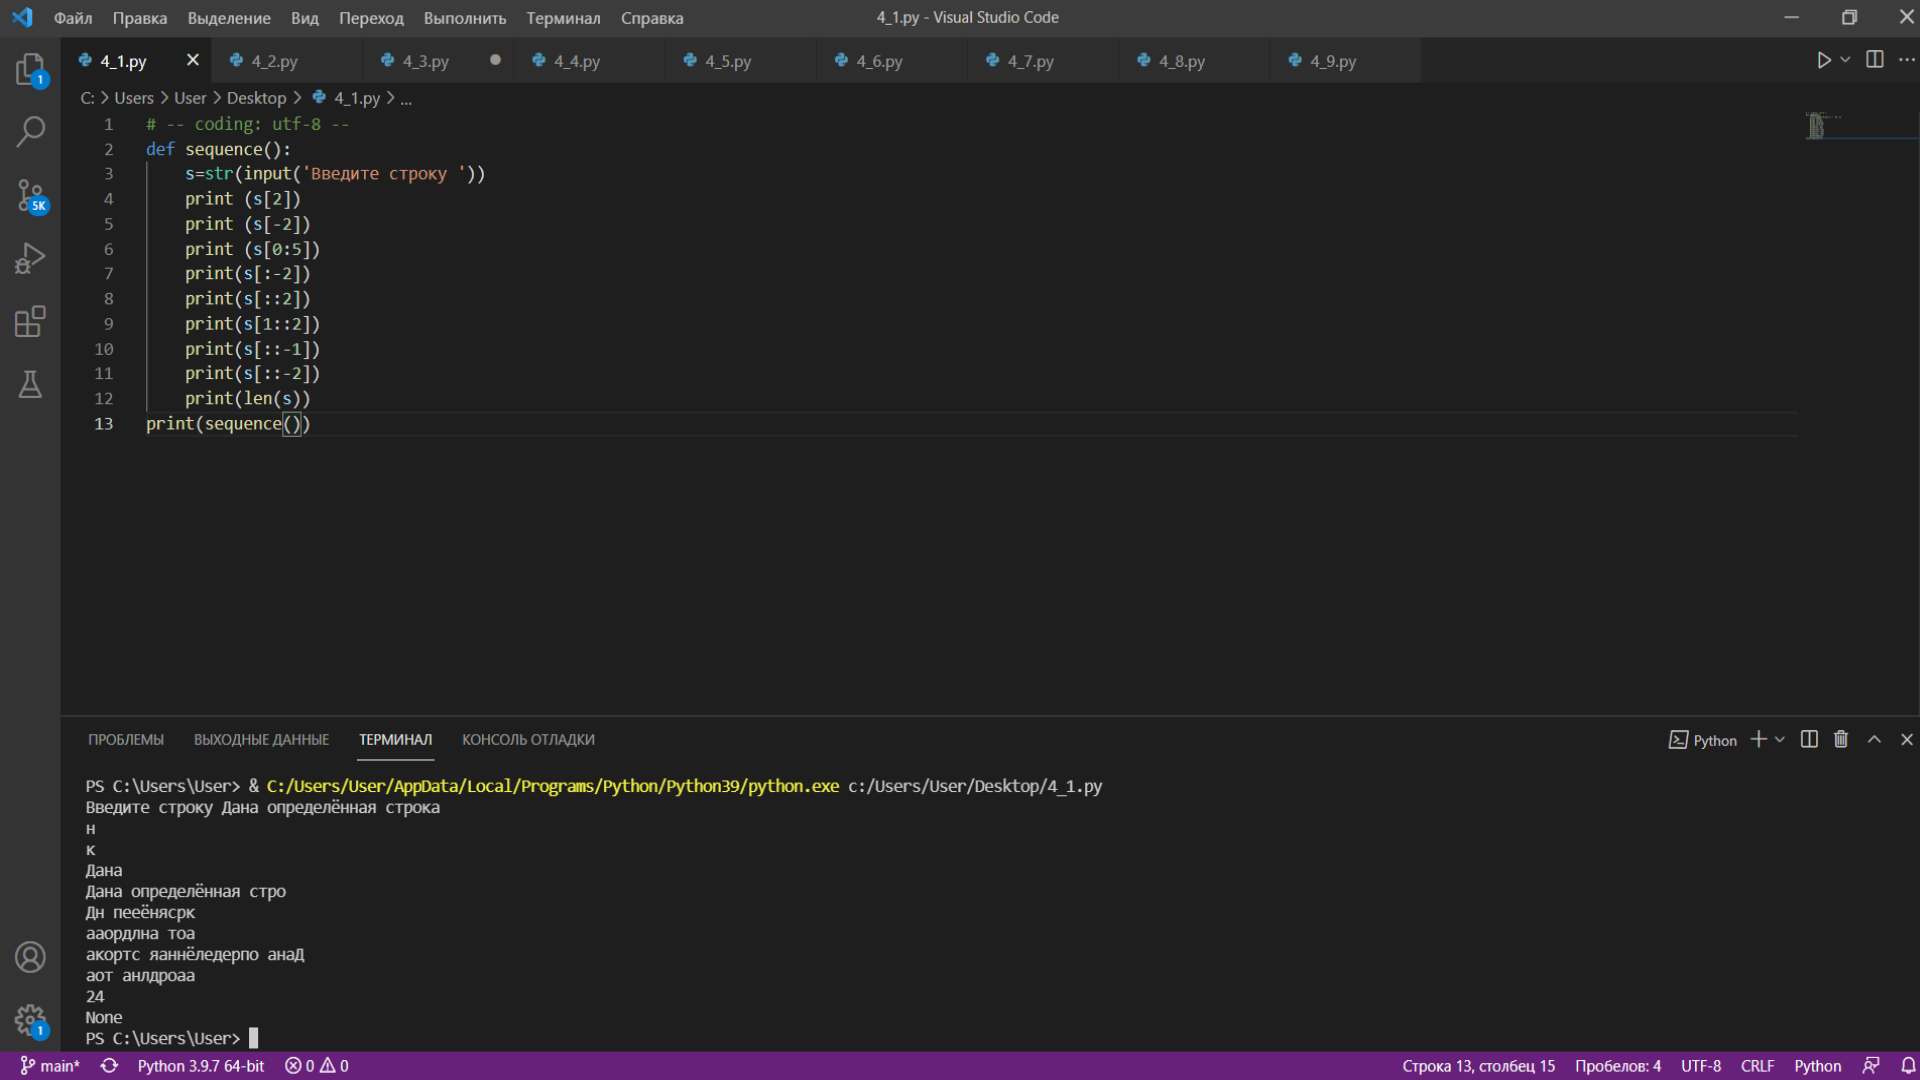 Файл Правка Выделение Вид Переход Выполнить Терминал Справка 4_1.py - Visual Studio Code
4_1.py 4_2.py 4_3.py 4_4.py 4_5.py 4_6.py 4_7.py 4_8.py 4_9.py
1
C: > Users > User > Desktop > 4_1.py > ...
1 # -- coding: utf-8 --
2 def sequence():
3 s=str(input('Введите строку '))
4 print (s[2])
5K
5 print (s[-2])
6 print (s[0:5])
7 print(s[:-2])
8 print(s[::2])
9 print(s[1::2])
10 print(s[::-1])
11 print(s[::-2])
12 print(len(s))
13 print(sequence())
ПРОБЛЕМЫ ВЫХОДНЫЕ ДАННЫЕ ТЕРМИНАЛ КОНСОЛЬ ОТЛАДКИ Python
PS C:\Users\User> & C:/Users/User/AppData/Local/Programs/Python/Python39/python.exe c:/Users/User/Desktop/4_1.py
Введите строку Дана определённая строка
н
к
Дана
Дана определённая стро
Дн пееёнясрк
ааордлна тоа
акортс яаннёледерпо анаД
аот анлдроаа
24
None
1
PS C:\Users\User>
main* Python 3.9.7 64-bit 0 0 Строка 13, столбец 15 Пробелов: 4 UTF-8 CRLF Python